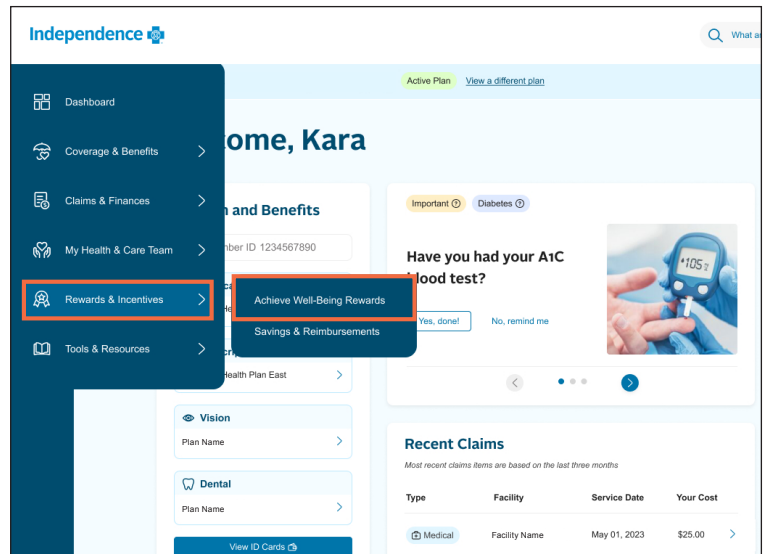 Independence
What a
Active Plan View a different plan
Dashboard
Coverage & Benefits
Claims & Finances
My Health & Care Team
Rewards & Incentives
Tools & Resources
Achieve Well-Being Rewards
Savings & Reimbursements
ome, Kara
and Benefits
ber ID 1234567890
Health Plan East
Vision
Plan Name
Dental
Plan Name
View ID Cards
Important Diabetes
Have you had your A1C
blood test?
Yes, done! No, remind me
105
Recent Claims
Most recent claims items are based on the last three months
Type Facility Service Date Your Cost
Medical Facility Name May 01, 2023 $25.00